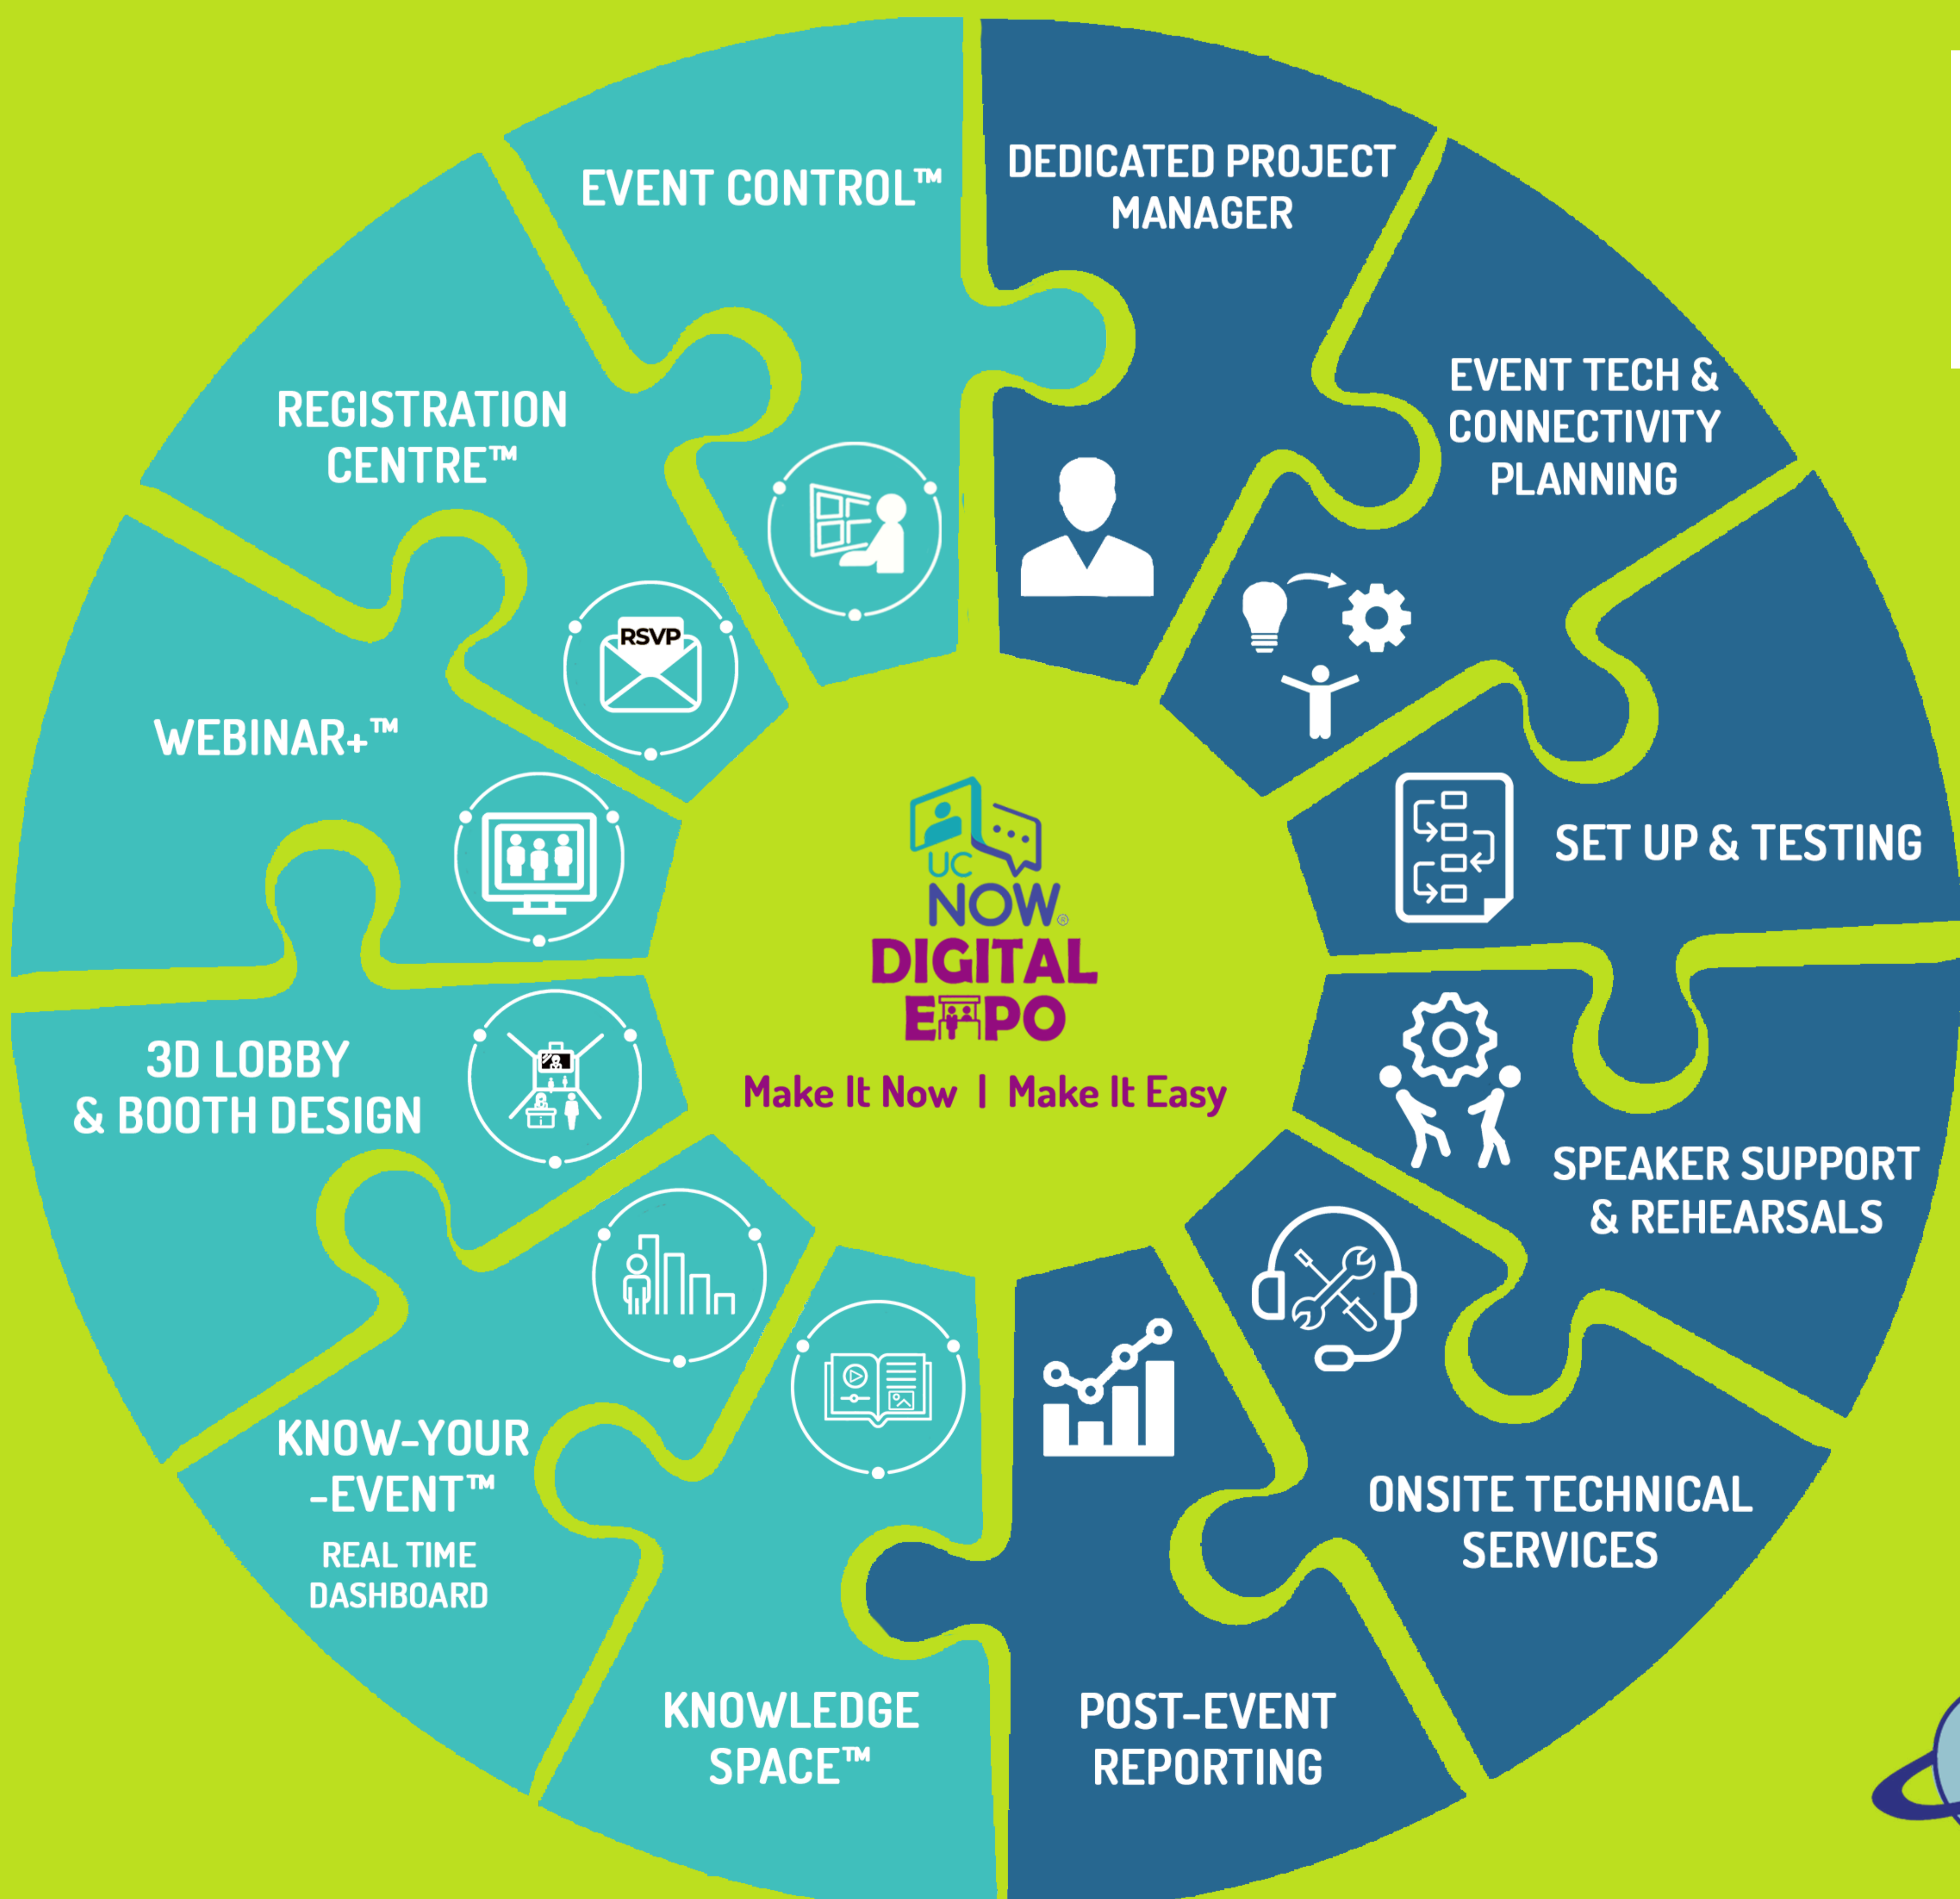 EVENT CONTROL™
DEDICATED PROJECT
MANAGER
EVENT TECH &
CONNECTIVITY
PLANNING
SET UP & TESTING
SPEAKER SUPPORT
& REHEARSALS
ONSITE TECHNICAL
SERVICES
POST-EVENT
REPORTING
KNOWLEDGE
SPACE™
KNOW-YOUR
-EVENT™
REAL TIME
DASHBOARD
3D LOBBY
& BOOTH DESIGN
WEBINAR+™
REGISTRATION
CENTRE™
RSVP
UC
NOW®
DIGITAL
EXPO
Make It Now | Make It Easy